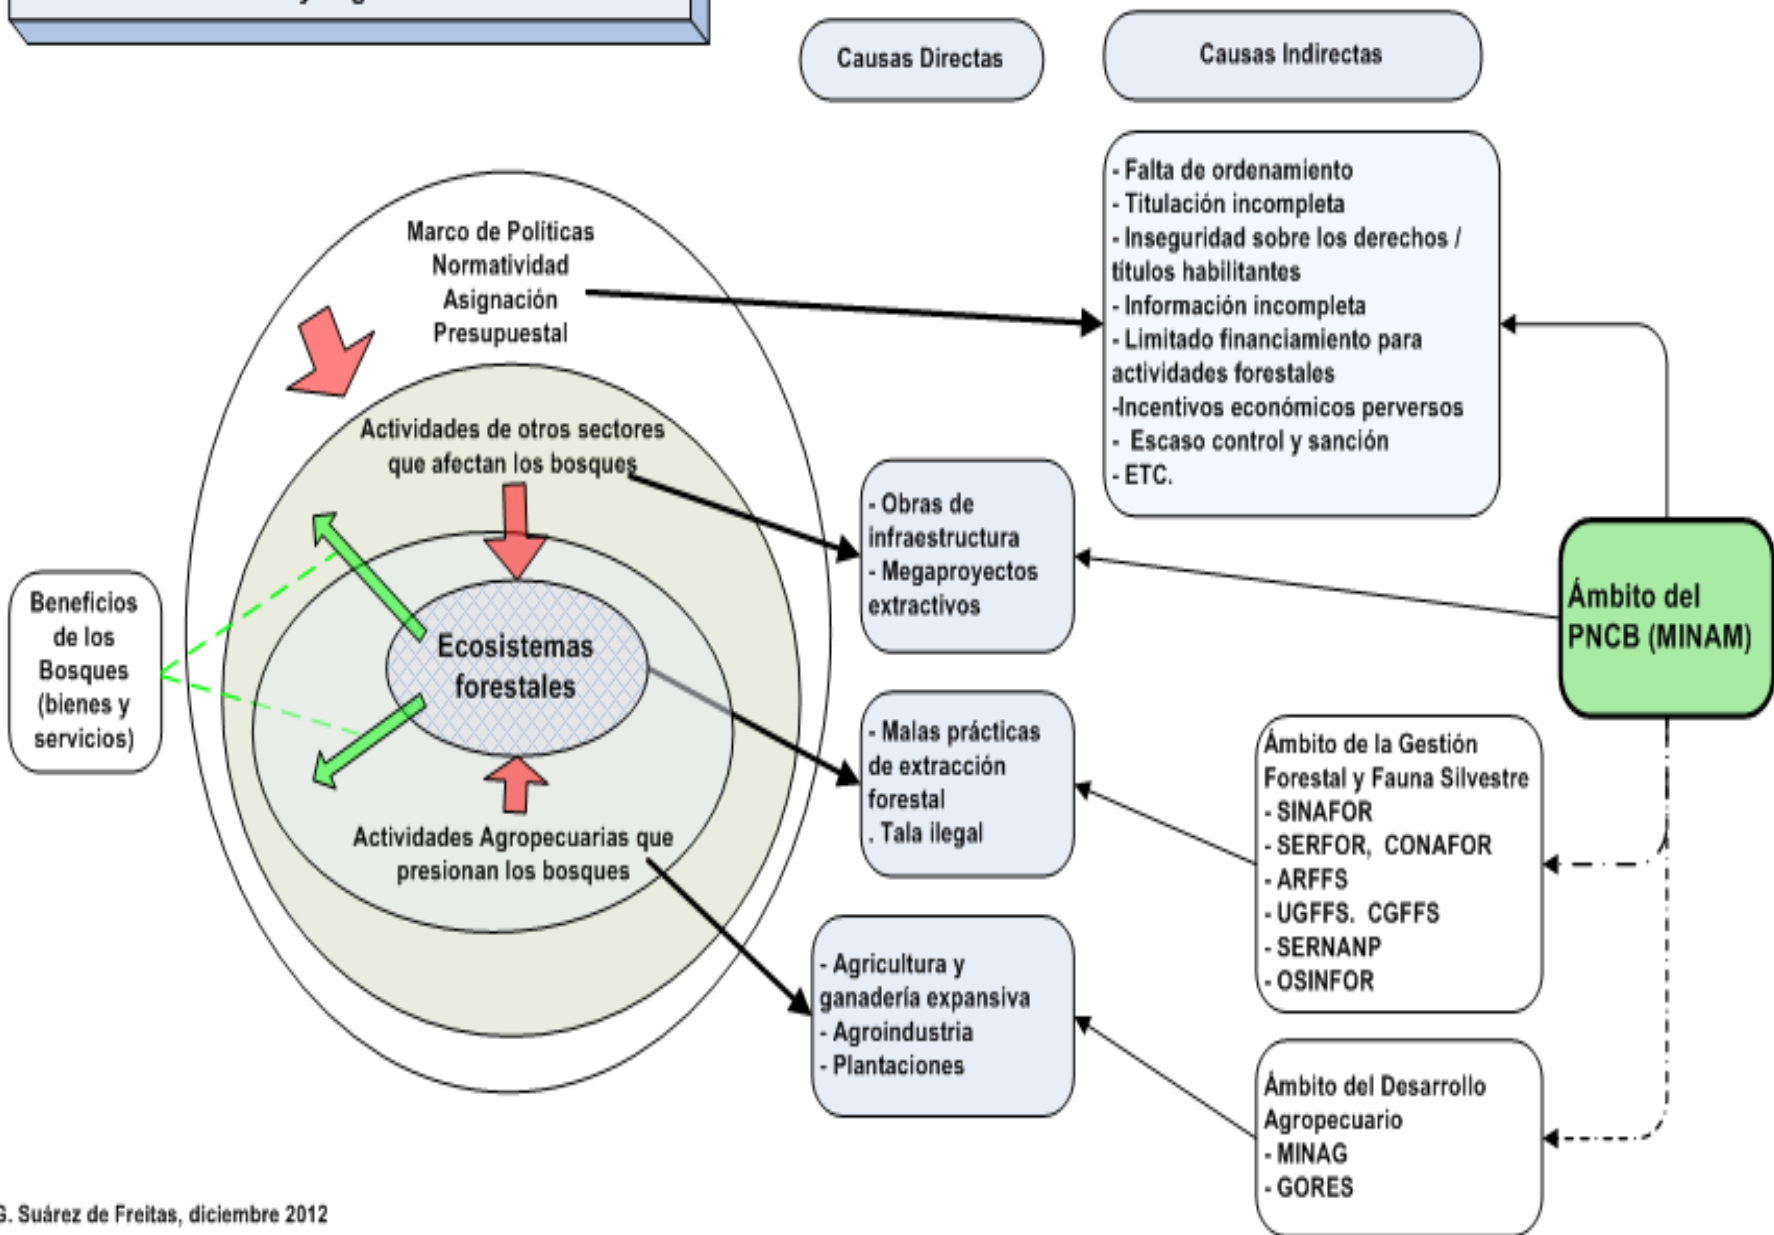 Causas Directas
Causas Indirectas
- Falta de ordenamiento
- Titulación incompleta
- Inseguridad sobre los derechos /
títulos habilitantes
- Información incompleta
- Limitado financiamiento para
actividades forestales
-Incentivos económicos perversos
- Escaso control y sanción
- ETC.
Marco de Políticas
Normatividad
Asignación
Presupuestal
Actividades de otros sectores
que afectan los bosques
- Obras de
infraestructura
- Megaproyectos
extractivos
Beneficios
de los
Bosques
(bienes y
servicios)
Ecosistemas
forestales
Ámbito del
PNCB (MINAM)
- Malas prácticas
de extracción
forestal
. Tala ilegal
Ámbito de la Gestión
Forestal y Fauna Silvestre
- SINAFOR
- SERFOR, CONAFOR
- ARFFS
- UGFFS. CGFFS
- SERNANP
- OSINFOR
Actividades Agropecuarias que
presionan los bosques
- Agricultura y
ganadería expansiva
- Agroindustria
- Plantaciones
Ámbito del Desarrollo
Agropecuario
- MINAG
- GORES
G. Suárez de Freitas, diciembre 2012